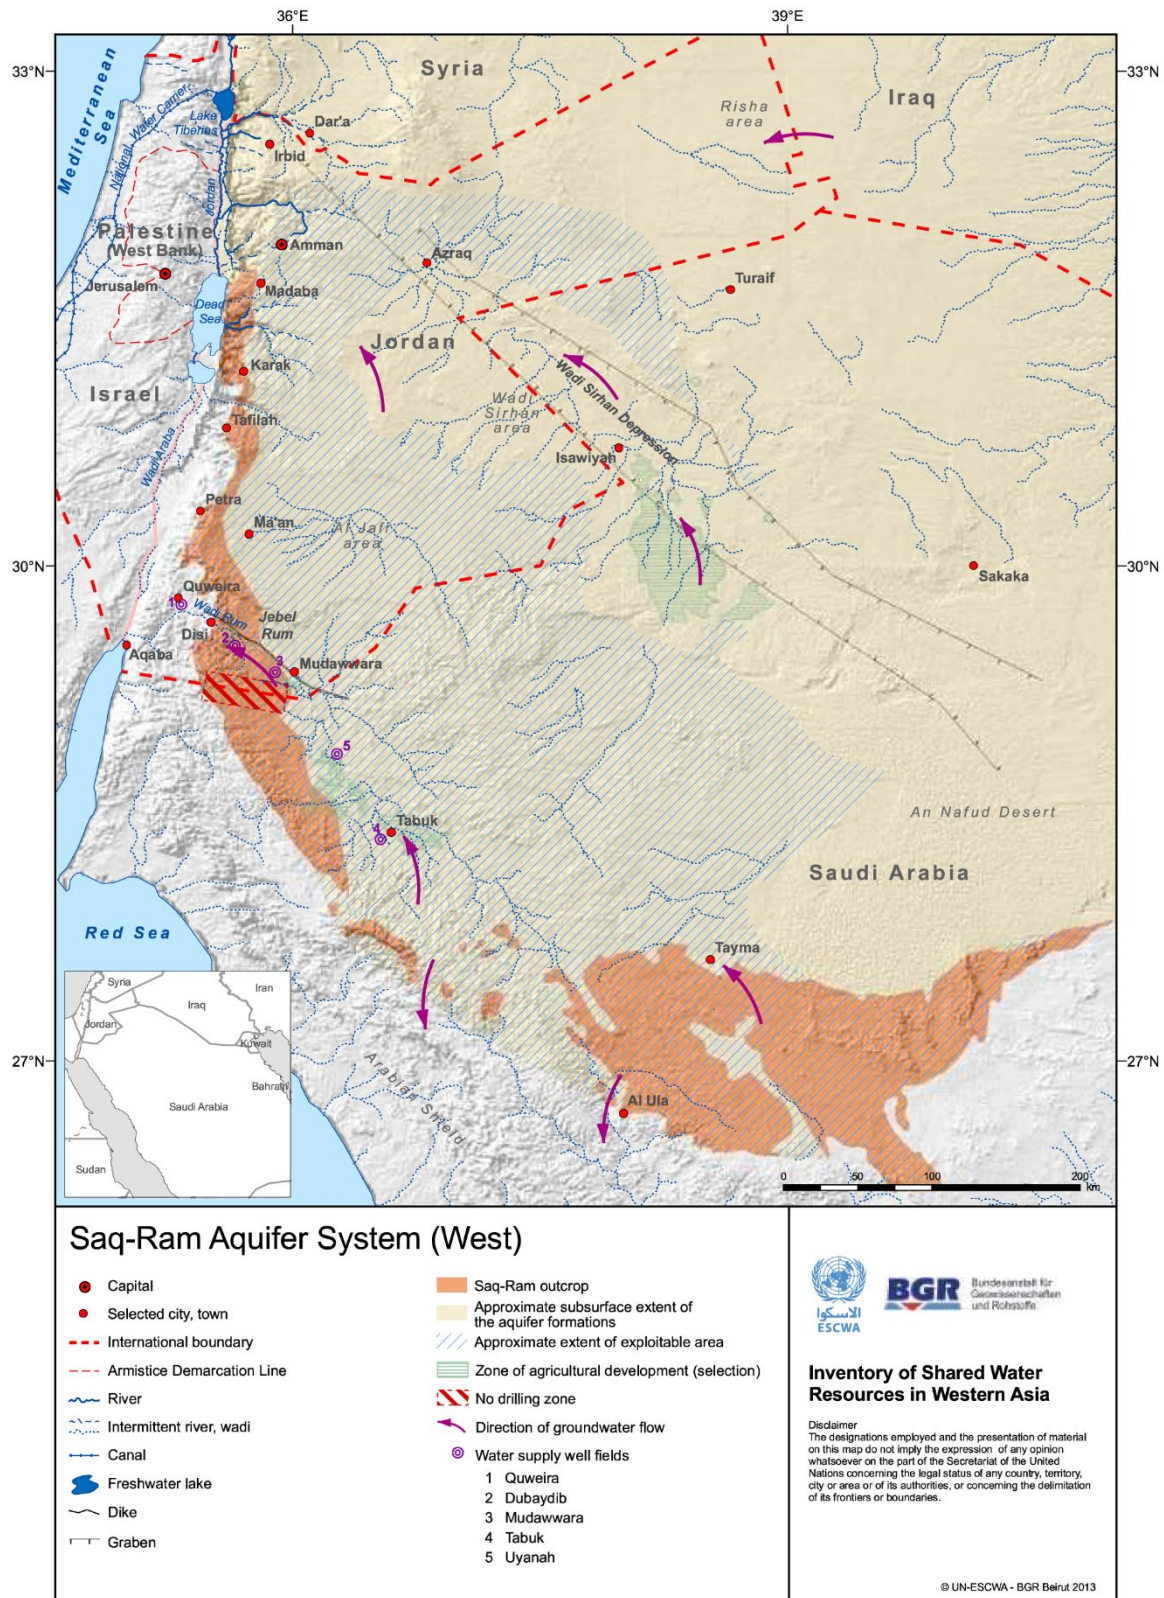 36°E
39°E
33°N
33°N
Syria
Iraq
Risha
area
Mediterranean
Sea
National Water Carrier
Lake
Tiberias
Dar'a
Irbid
Jordan
Palestine
(West Bank)
Amman
Azraq
Jerusalem
Madaba
Turaif
Dead
Sea
Jordan
Karak
Israel
Wadi
Sirhan
area
Wadi Sirhan Depression
Tafilah
Isawiyah
Wadi Araba
Petra
Ma'an
Al Jafr
area
30°N
30°N
Sakaka
Quweira
1
Wadi Rum
Jebel
Rum
Disi
2
Aqaba
3
Mudawwara
5
An Nafud Desert
Tabuk
4
Saudi Arabia
Red Sea
Tayma
Syria
Iran
Iraq
Jordan
Kuwait
Bahrain
Saudi Arabia
Sudan
27°N
27°N
Arabian Shield
Al Ula
0 50 100 200
km
Saq-Ram Aquifer System (West)
Capital
Selected city, town
International boundary
Armistice Demarcation Line
River
Intermittent river, wadi
Canal
Freshwater lake
Dike
Graben
Saq-Ram outcrop
Approximate subsurface extent of
the aquifer formations
Approximate extent of exploitable area
Zone of agricultural development (selection)
No drilling zone
Direction of groundwater flow
Water supply well fields
1 Quweira
2 Dubaydib
3 Mudawwara
4 Tabuk
5 Uyanah
الاسكوا
ESCWA
BGR
Bundesanstalt für
Geowissenschaften
und Rohstoffe
Inventory of Shared Water
Resources in Western Asia
Disclaimer
The designations employed and the presentation of material
on this map do not imply the expression of any opinion
whatsoever on the part of the Secretariat of the United
Nations concerning the legal status of any country, territory,
city or area or of its authorities, or concerning the delimitation
of its frontiers or boundaries.
© UN-ESCWA - BGR Beirut 2013